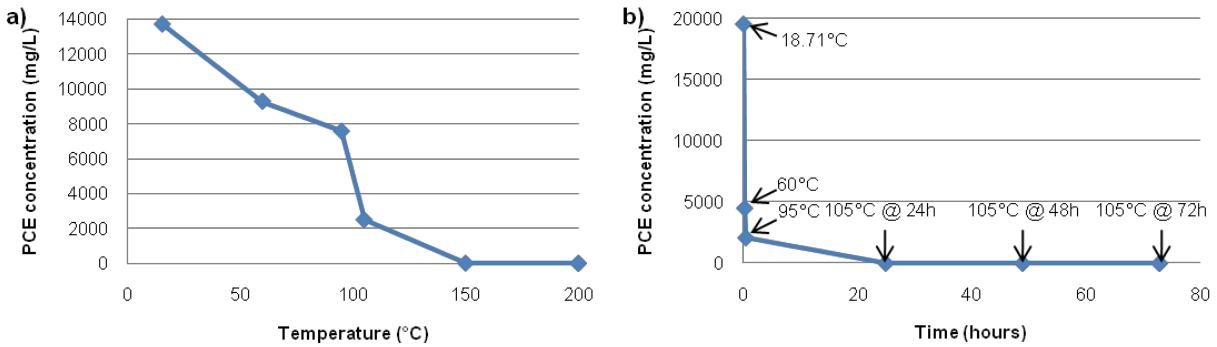 a)
PCE concentration (mg/L)
14000
12000
10000
8000
6000
4000
2000
0
0 50 100 150 200
Temperature (°C)
b)
PCE concentration (mg/L)
20000
15000
10000
5000
0
18.71°C
60°C
95°C 105°C @ 24h 105°C @ 48h 105°C @ 72h
0 20 40 60 80
Time (hours)